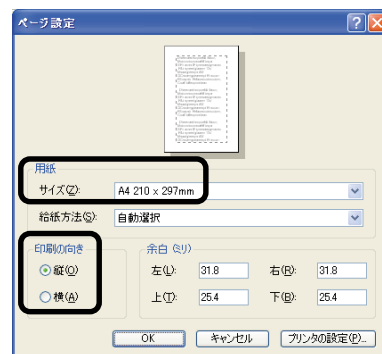 ページ設定
用紙
サイズ(Z): A4 210 x 297mm
給紙方法(S): 自動選択
印刷の向き
縦(O)
横(A)
余白 (ミリ)
左(L): 31.8 右(R): 31.8
上(T): 25.4 下(B): 25.4
OK キャンセル プリンタの設定(P)...